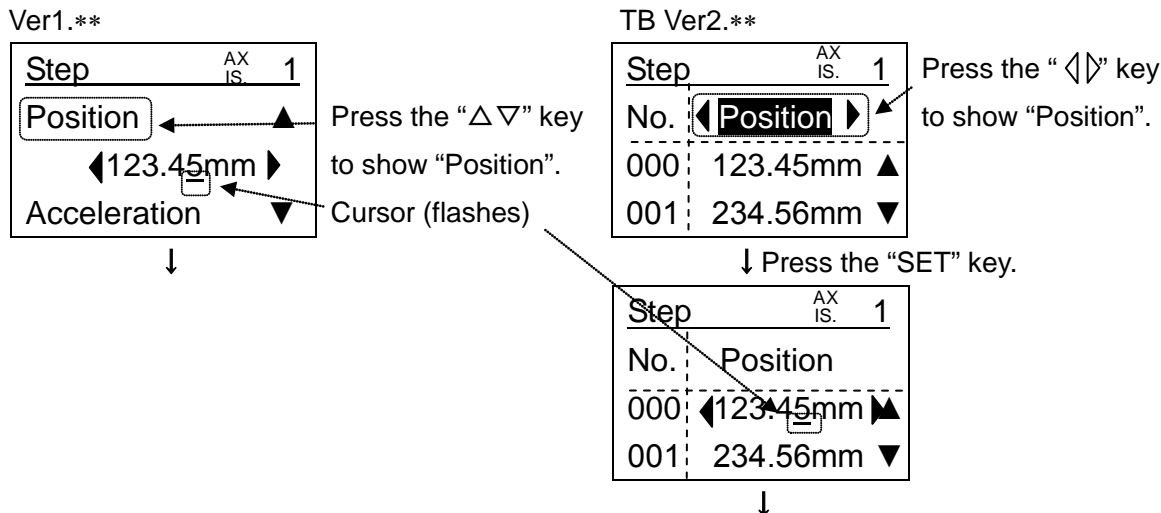 Ver1.**
Step AX IS. 1
Position ▲
◀123.45mm ▶
Acceleration ▼
↓
Press the “△▽” key
to show “Position”.
Cursor (flashes)
TB Ver2.**
Step AX IS. 1
No. ◀ Position ▶
000 123.45mm ▲
001 234.56mm ▼
Press the “◁▷” key
to show “Position”.
↓ Press the “SET” key.
Step AX IS. 1
No. Position
000 ◀123.45mm ▶▲
001 234.56mm ▼
↓